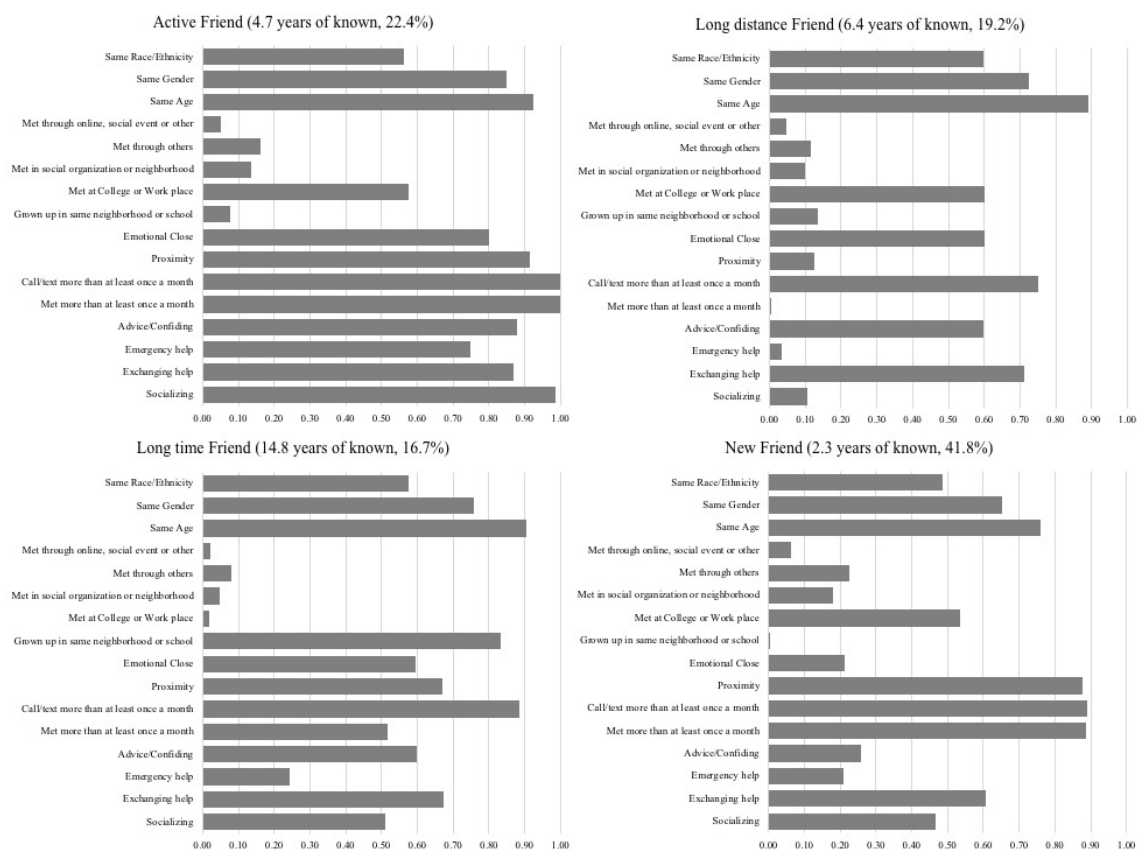 Active Friend (4.7 years of known, 22.4%)
Same Race/Ethnicity
Same Gender
Same Age
Met through online, social event or other
Met through others
Met in social organization or neighborhood
Met at College or Work place
Grown up in same neighborhood or school
Emotional Close
Proximity
Call/text more than at least once a month
Met more than at least once a month
Advice/Confiding
Emergency help
Exchanging help
Socializing
0.00 0.10 0.20 0.30 0.40 0.50 0.60 0.70 0.80 0.90 1.00
Long distance Friend (6.4 years of known, 19.2%)
Same Race/Ethnicity
Same Gender
Same Age
Met through online, social event or other
Met through others
Met in social organization or neighborhood
Met at College or Work place
Grown up in same neighborhood or school
Emotional Close
Proximity
Call/text more than at least once a month
Met more than at least once a month
Advice/Confiding
Emergency help
Exchanging help
Socializing
0.00 0.10 0.20 0.30 0.40 0.50 0.60 0.70 0.80 0.90 1.00
Long time Friend (14.8 years of known, 16.7%)
Same Race/Ethnicity
Same Gender
Same Age
Met through online, social event or other
Met through others
Met in social organization or neighborhood
Met at College or Work place
Grown up in same neighborhood or school
Emotional Close
Proximity
Call/text more than at least once a month
Met more than at least once a month
Advice/Confiding
Emergency help
Exchanging help
Socializing
0.00 0.10 0.20 0.30 0.40 0.50 0.60 0.70 0.80 0.90 1.00
New Friend (2.3 years of known, 41.8%)
Same Race/Ethnicity
Same Gender
Same Age
Met through online, social event or other
Met through others
Met in social organization or neighborhood
Met at College or Work place
Grown up in same neighborhood or school
Emotional Close
Proximity
Call/text more than at least once a month
Met more than at least once a month
Advice/Confiding
Emergency help
Exchanging help
Socializing
0.00 0.10 0.20 0.30 0.40 0.50 0.60 0.70 0.80 0.90 1.00